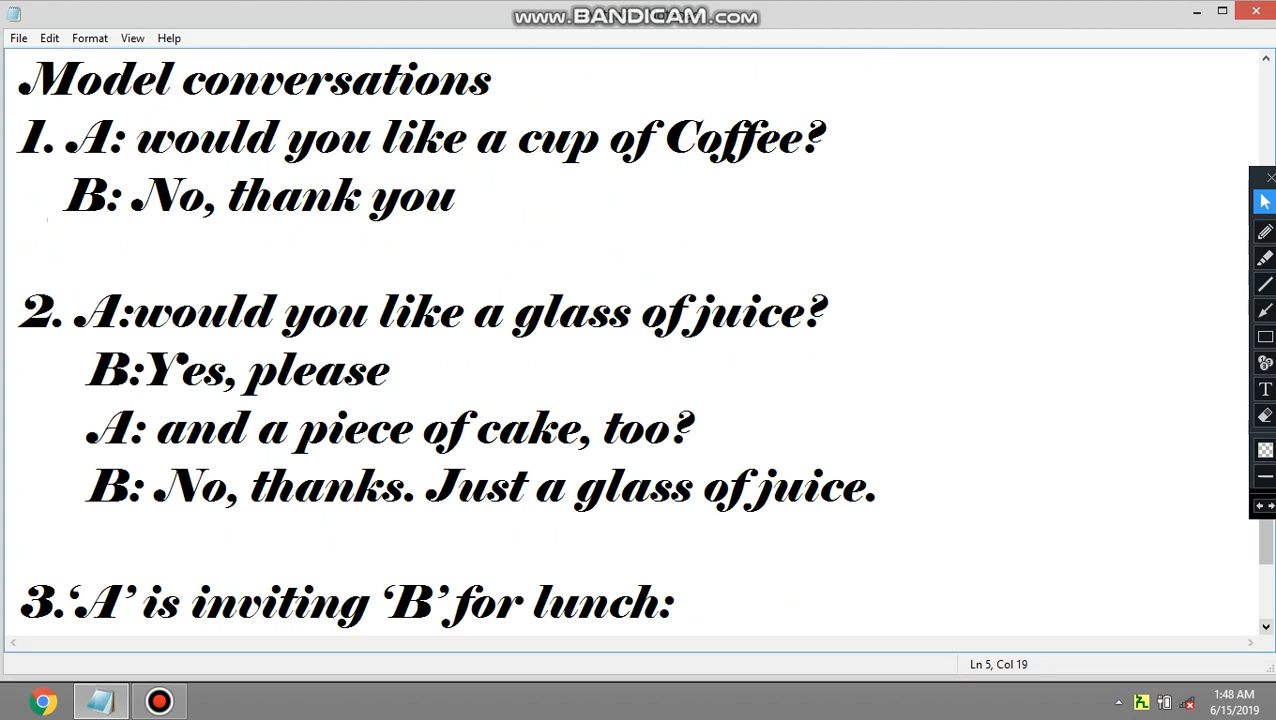 www.BANDICAM.com
File Edit Format View Help
Model conversations
1. A: would you like a cup of Coffee?
B: No, thank you
2. A:would you like a glass of juice?
B:Yes, please
A: and a piece of cake, too?
B: No, thanks. Just a glass of juice.
3.‘A’ is inviting ‘B’ for lunch:
Ln 5, Col 19
1:48 AM
6/15/2019